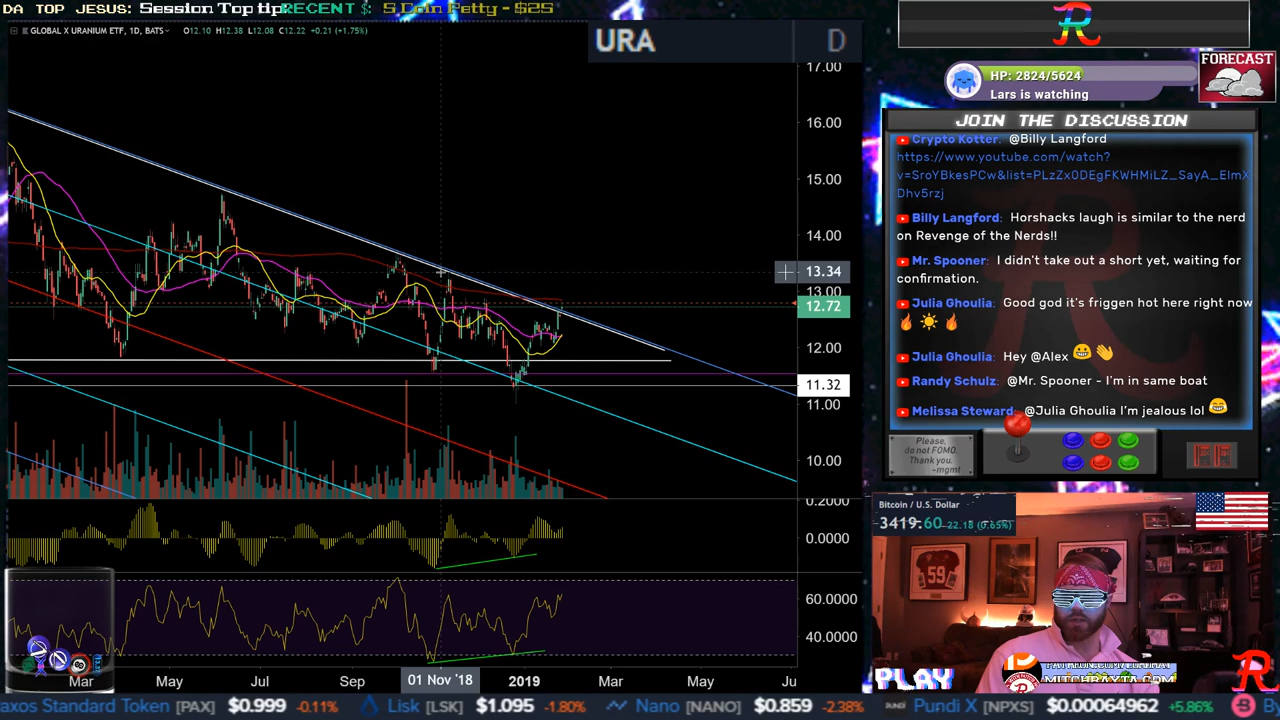 DA TOP JESUS: Session Top Tip
RECENT $: 5 Coin Petty - $25
GLOBAL X URANIUM ETF, 1D, BATS O12.10 H12.38 L12.08 C12.22 +0.21 (+1.75%)
URA D
17.00
16.00
15.00
14.00
13.34
13.00
12.72
12.00
11.32
11.00
10.00
0.2000
0.0000
60.0000
40.0000
Mar May Jul Sep 01 Nov '18 2019 Mar May Ju
R
HP: 2824/5624
Lars is watching
FORECAST
JOIN THE DISCUSSION
Crypto Kotter: @Billy Langford
https://www.youtube.com/watch?
v=SroYBkesPCw&list=PLzZx0DEgFKWHMiLZ_SayA_ElmX
Dhv5rzj
Billy Langford: Horshacks laugh is similar to the nerd
on Revenge of the Nerds!!
Mr. Spooner: I didn't take out a short yet, waiting for
confirmation.
Julia Ghoulia: Good god it's friggen hot here right now
Julia Ghoulia: Hey @Alex
Randy Schulz: @Mr. Spooner - I'm in same boat
Melissa Steward: @Julia Ghoulia I'm jealous lol
Please,
do not FOMO.
Thank you.
-mgmt
Bitcoin / U.S. Dollar
3419.60 -22.18 (0.65%)
59
PLAY
R
axos Standard Token [PAX] $0.999 -0.11% Lisk [LSK] $1.095 -1.80% Nano [NANO] $0.859 -2.38% Pundi X [NPXS] $0.00064962 +5.86% By